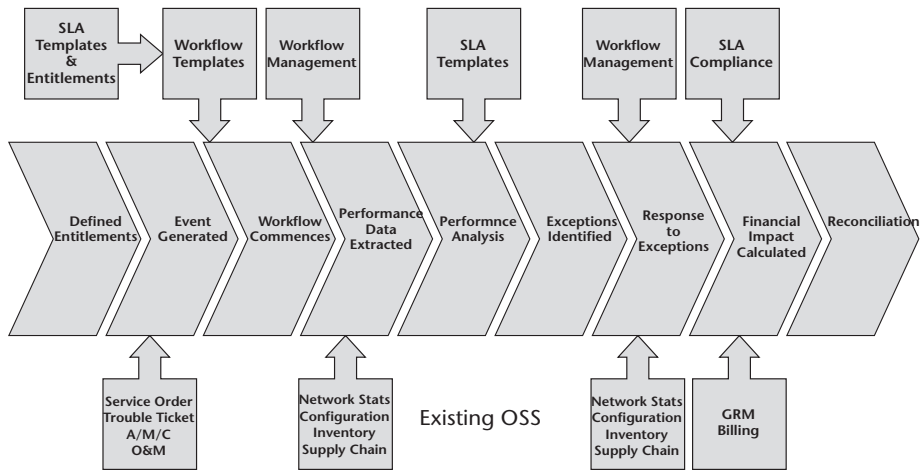 SLA
Templates
&
Entitlements
Workflow
Templates
Workflow
Management
SLA
Templates
Workflow
Management
SLA
Compliance
Defined
Entitlements
Event
Generated
Workflow
Commences
Performance
Data
Extracted
Performnce
Analysis
Exceptions
Identified
Response
to
Exceptions
Financial
Impact
Calculated
Reconciliation
Service Order
Trouble Ticket
A/M/C
O&M
Network Stats
Configuration
Inventory
Supply Chain
Existing OSS
Network Stats
Configuration
Inventory
Supply Chain
GRM
Billing